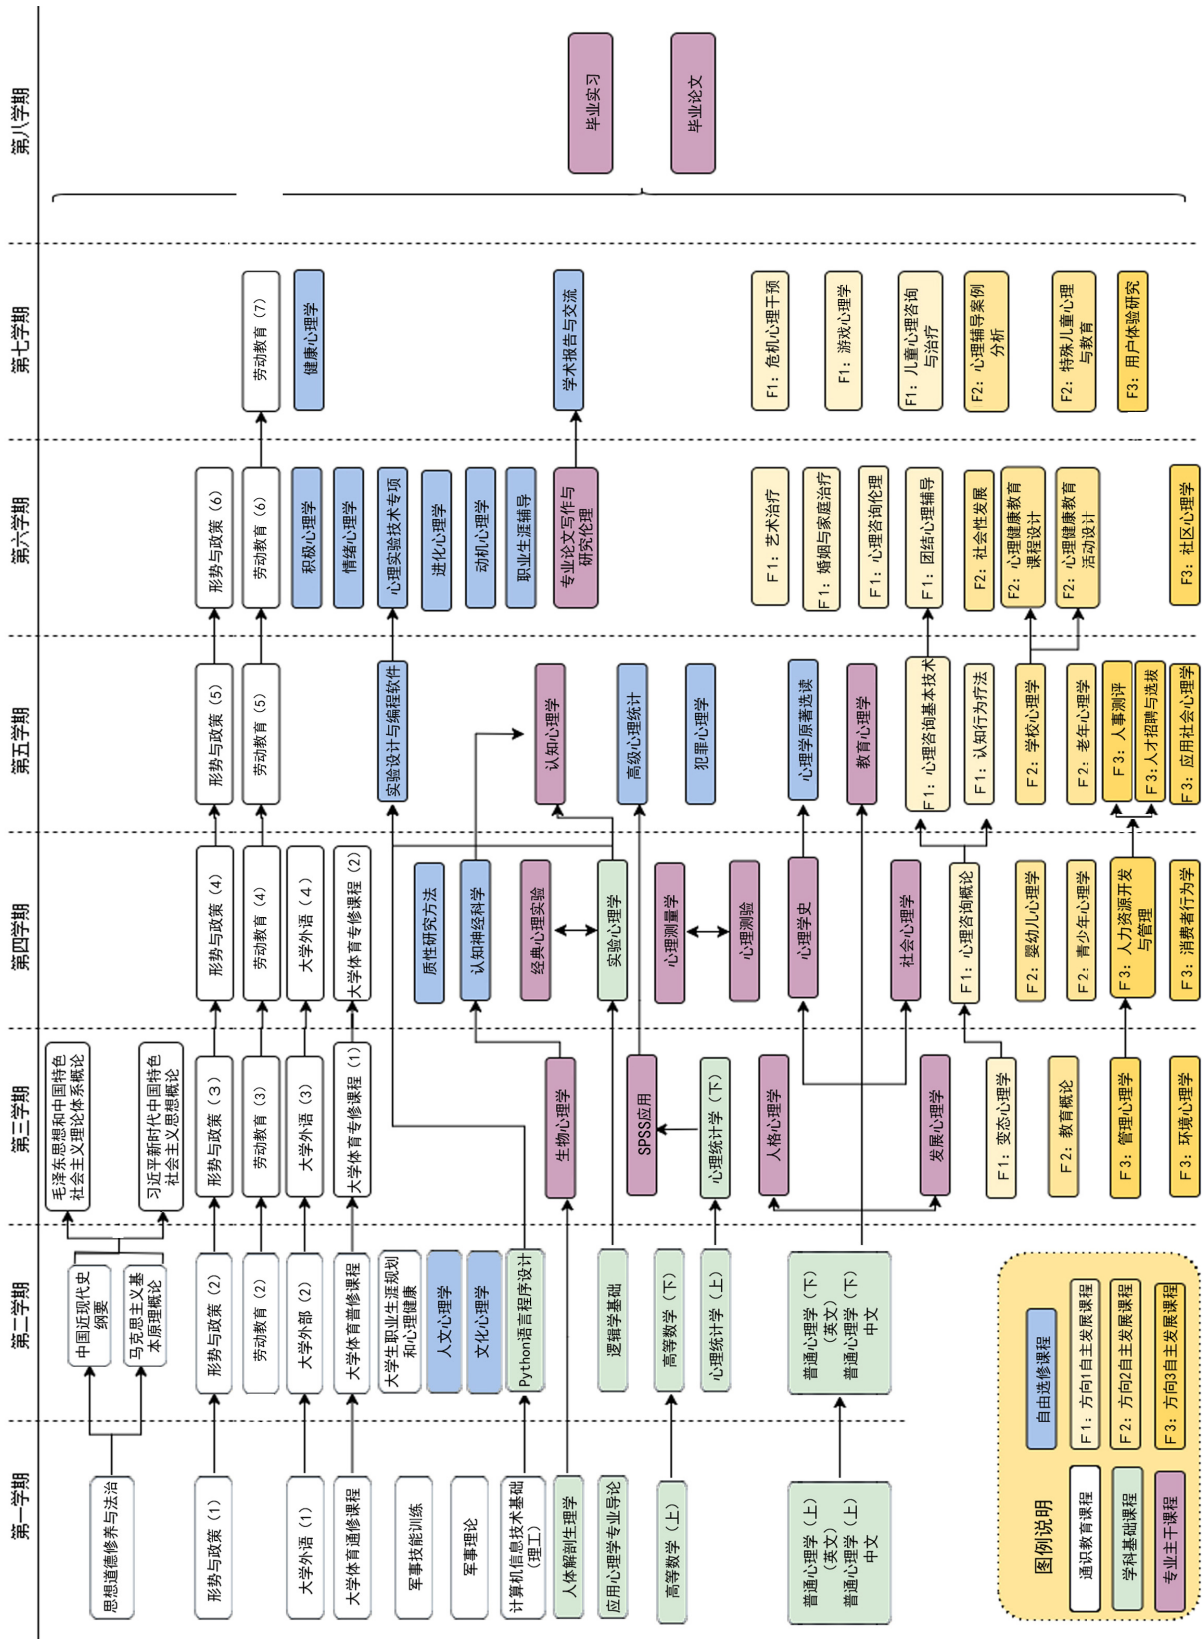 第一学期
第二学期
第三学期
第四学期
第五学期
第六学期
第七学期
第八学期
思想道德修养与法治
形势与政策（1）
大学外语（1）
大学体育通修课程
军事技能训练
军事理论
计算机信息技术基础
（理工）
人体解剖生理学
应用心理学专业导论
高等数学（上）
普通心理学（上）
（英文）
普通心理学（上）
中文
中国近现代史
纲要
马克思主义基
本原理概论
形势与政策（2）
劳动教育（2）
大学外部（2）
大学体育普修课程
大学生职业生涯规划
和心理健康
人文心理学
文化心理学
Python语言程序设计
逻辑学基础
高等数学（下）
心理统计学（上）
普通心理学（下）
（英文）
普通心理学（下）
中文
毛泽东思想和中国特色
社会主义理论体系概论
习近平新时代中国特色
社会主义思想概论
形势与政策（3）
劳动教育（3）
大学外语（3）
大学体育专修课程（1）
生物心理学
SPSS应用
心理统计学（下）
人格心理学
发展心理学
F1：变态心理学
F2：教育概论
F3：管理心理学
F3：环境心理学
形势与政策（4）
劳动教育（4）
大学外语（4）
大学体育专修课程（2）
质性研究方法
认知神经科学
经典心理实验
实验心理学
心理测量学
心理测验
心理学史
社会心理学
F1：心理咨询概论
F2：婴幼儿心理学
F2：青少年心理学
F3：人力资源开发
与管理
F3：消费者行为学
形势与政策（5）
劳动教育（5）
实验设计与编程软件
认知心理学
高级心理统计
犯罪心理学
心理学原著选读
教育心理学
F1：心理咨询基本技术
F1：认知行为疗法
F2：学校心理学
F2：老年心理学
F3：人事测评
F3：人才招聘与选拔
F3：应用社会心理学
形势与政策（6）
劳动教育（6）
积极心理学
情绪心理学
心理实验技术专项
进化心理学
动机心理学
职业生涯辅导
专业论文写作与
研究伦理
F1：艺术治疗
F1：婚姻与家庭治疗
F1：心理咨询伦理
F1：团结心理辅导
F2：社会性发展
F2：心理健康教育
课程设计
F2：心理健康教育
活动设计
F3：社区心理学
劳动教育（7）
健康心理学
学术报告与交流
F1：危机心理干预
F1：游戏心理学
F1：儿童心理咨询
与治疗
F2：心理辅导案例
分析
F2：特殊儿童心理
与教育
F3：用户体验研究
毕业实习
毕业论文
图例说明
通识教育课程
学科基础课程
专业主干课程
自由选修课程
F1：方向1自主发展课程
F2：方向2自主发展课程
F3：方向3自主发展课程